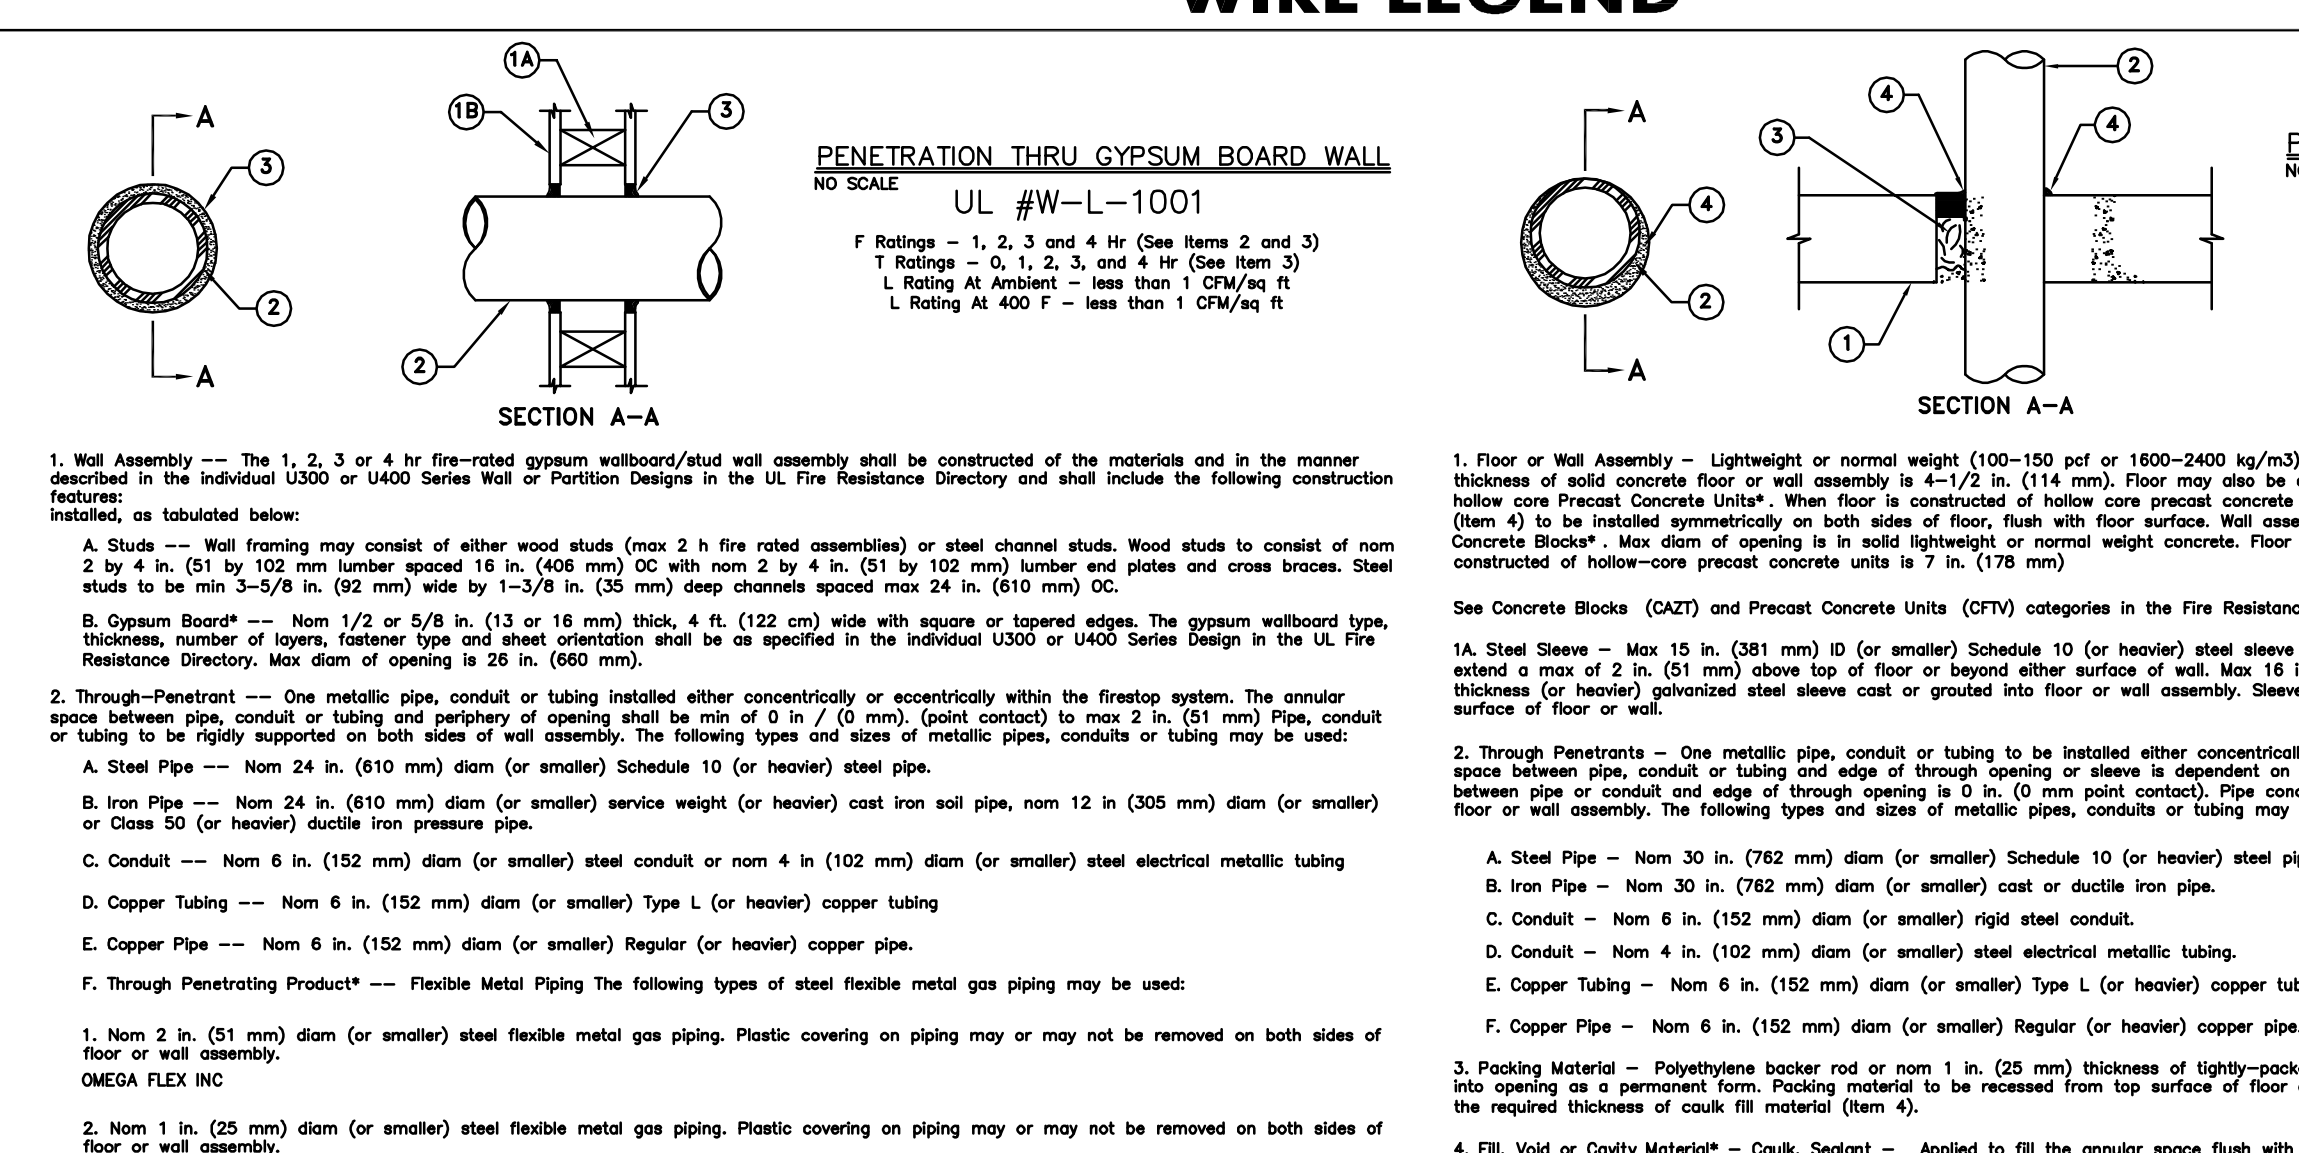 WIRE LEGEND
1A
1B
3
A
3
2
A
2
SECTION A-A
PENETRATION THRU GYPSUM BOARD WALL
NO SCALE
UL #W-L-1001
F Ratings - 1, 2, 3 and 4 Hr (See Items 2 and 3)
T Ratings - 0, 1, 2, 3, and 4 Hr (See Item 3)
L Rating At Ambient - less than 1 CFM/sq ft
L Rating At 400 F - less than 1 CFM/sq ft
1. Wall Assembly -- The 1, 2, 3 or 4 hr fire-rated gypsum wallboard/stud wall assembly shall be constructed of the materials and in the manner
described in the individual U300 or U400 Series Wall or Partition Designs in the UL Fire Resistance Directory and shall include the following construction
features:
installed, as tabulated below:
A. Studs -- Wall framing may consist of either wood studs (max 2 h fire rated assemblies) or steel channel studs. Wood studs to consist of nom
2 by 4 in. (51 by 102 mm lumber spaced 16 in. (406 mm) OC with nom 2 by 4 in. (51 by 102 mm) lumber end plates and cross braces. Steel
studs to be min 3-5/8 in. (92 mm) wide by 1-3/8 in. (35 mm) deep channels spaced max 24 in. (610 mm) OC.
B. Gypsum Board* -- Nom 1/2 or 5/8 in. (13 or 16 mm) thick, 4 ft. (122 cm) wide with square or tapered edges. The gypsum wallboard type,
thickness, number of layers, fastener type and sheet orientation shall be as specified in the individual U300 or U400 Series Design in the UL Fire
Resistance Directory. Max diam of opening is 26 in. (660 mm).
2. Through-Penetrant -- One metallic pipe, conduit or tubing installed either concentrically or eccentrically within the firestop system. The annular
space between pipe, conduit or tubing and periphery of opening shall be min of 0 in / (0 mm). (point contact) to max 2 in. (51 mm) Pipe, conduit
or tubing to be rigidly supported on both sides of wall assembly. The following types and sizes of metallic pipes, conduits or tubing may be used:
A. Steel Pipe -- Nom 24 in. (610 mm) diam (or smaller) Schedule 10 (or heavier) steel pipe.
B. Iron Pipe -- Nom 24 in. (610 mm) diam (or smaller) service weight (or heavier) cast iron soil pipe, nom 12 in (305 mm) diam (or smaller)
or Class 50 (or heavier) ductile iron pressure pipe.
C. Conduit -- Nom 6 in. (152 mm) diam (or smaller) steel conduit or nom 4 in (102 mm) diam (or smaller) steel electrical metallic tubing
D. Copper Tubing -- Nom 6 in. (152 mm) diam (or smaller) Type L (or heavier) copper tubing
E. Copper Pipe -- Nom 6 in. (152 mm) diam (or smaller) Regular (or heavier) copper pipe.
F. Through Penetrating Product* -- Flexible Metal Piping The following types of steel flexible metal gas piping may be used:
1. Nom 2 in. (51 mm) diam (or smaller) steel flexible metal gas piping. Plastic covering on piping may or may not be removed on both sides of
floor or wall assembly.
OMEGA FLEX INC
2. Nom 1 in. (25 mm) diam (or smaller) steel flexible metal gas piping. Plastic covering on piping may or may not be removed on both sides of
floor or wall assembly.
2
4
A
4
3
4
2
1
A
SECTION A-A
1. Floor or Wall Assembly - Lightweight or normal weight (100-150 pcf or 1600-2400 kg/m3)
thickness of solid concrete floor or wall assembly is 4-1/2 in. (114 mm). Floor may also be
hollow core Precast Concrete Units*. When floor is constructed of hollow core precast concrete
(Item 4) to be installed symmetrically on both sides of floor, flush with floor surface. Wall
Concrete Blocks*. Max diam of opening is in solid lightweight or normal weight concrete. Floor
constructed of hollow-core precast concrete units is 7 in. (178 mm)
See Concrete Blocks (CAZT) and Precast Concrete Units (CFTV) categories in the Fire
1A. Steel Sleeve - Max 15 in. (381 mm) ID (or smaller) Schedule 10 (or heavier) steel sleeve
extend a max of 2 in. (51 mm) above top of floor or beyond either surface of wall. Max 16
thickness (or heavier) galvanized steel sleeve cast or grouted into floor or wall assembly.
surface of floor or wall.
2. Through Penetrants - One metallic pipe, conduit or tubing to be installed either
space between pipe, conduit or tubing and edge of through opening or sleeve is dependent on
between pipe or conduit and edge of through opening is 0 in. (0 mm point contact). Pipe
floor or wall assembly. The following types and sizes of metallic pipes, conduits or tubing may
A. Steel Pipe - Nom 30 in. (762 mm) diam (or smaller) Schedule 10 (or heavier) steel
B. Iron Pipe - Nom 30 in. (762 mm) diam (or smaller) cast or ductile iron pipe.
C. Conduit - Nom 6 in. (152 mm) diam (or smaller) rigid steel conduit.
D. Conduit - Nom 4 in. (102 mm) diam (or smaller) steel electrical metallic tubing.
E. Copper Tubing - Nom 6 in. (152 mm) diam (or smaller) Type L (or heavier) copper
F. Copper Pipe - Nom 6 in. (152 mm) diam (or smaller) Regular (or heavier) copper pipe.
3. Packing Material - Polyethylene backer rod or nom 1 in. (25 mm) thickness of
into opening as a permanent form. Packing material to be recessed from top surface of floor
the required thickness of caulk fill material (Item 4).
4. Fill, Void or Cavity Material* - Caulk, Sealant - Applied to fill the annular space flush with